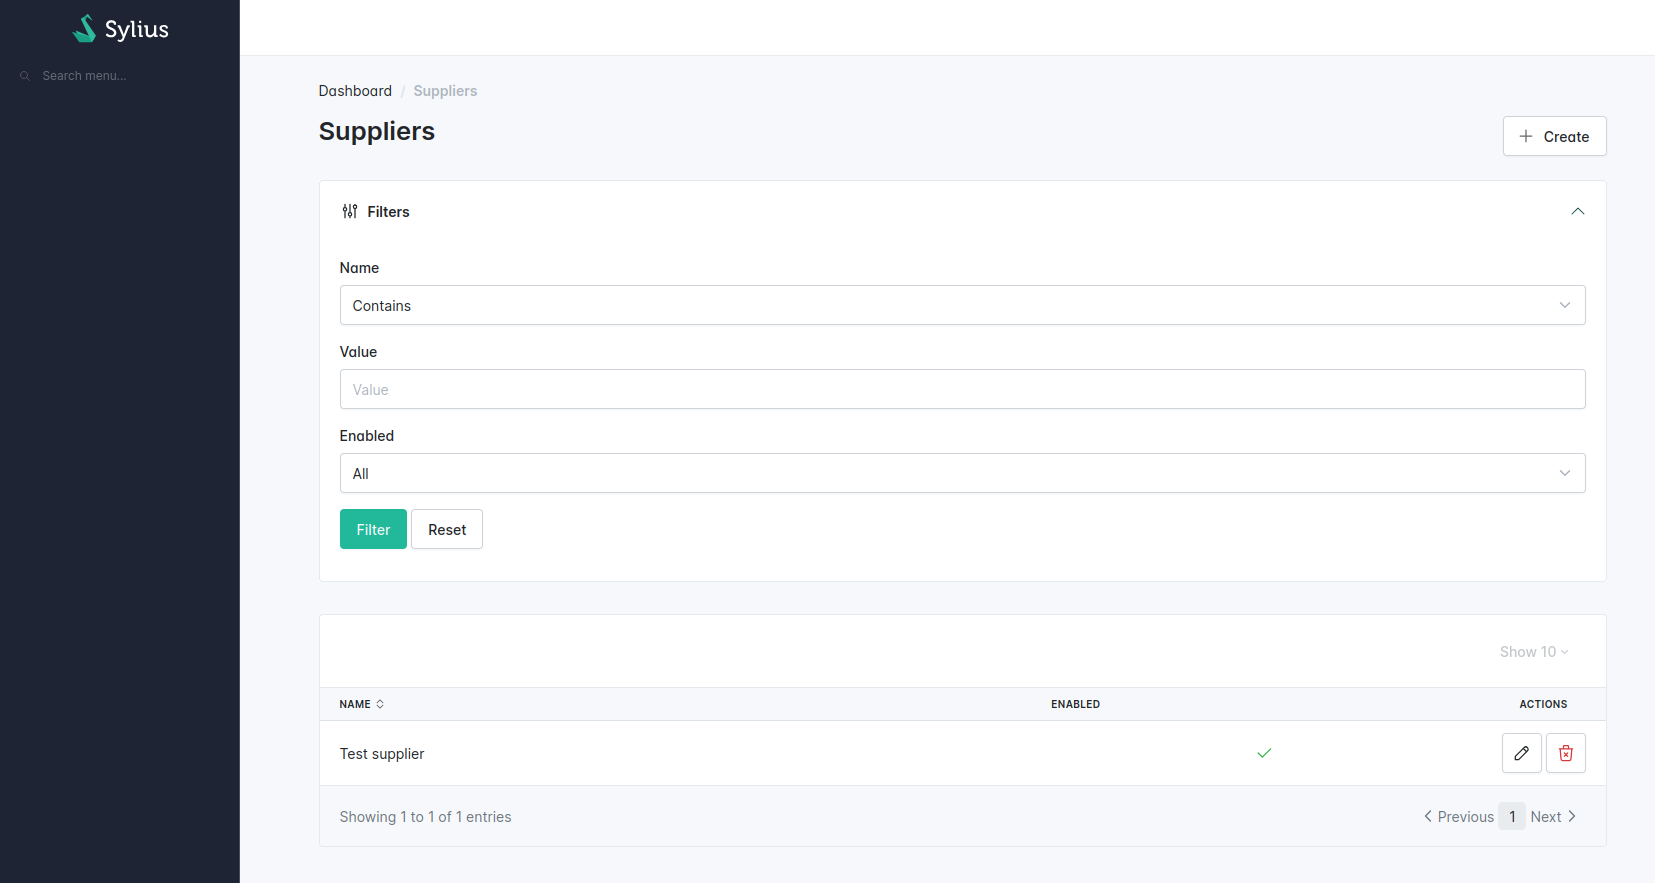 Sylius
Search menu...
Dashboard / Suppliers
Suppliers
Create
Filters
Name
Contains
Value
Value
Enabled
All
Filter Reset
Show 10
NAME ENABLED ACTIONS
Test supplier
Showing 1 to 1 of 1 entries Previous 1 Next